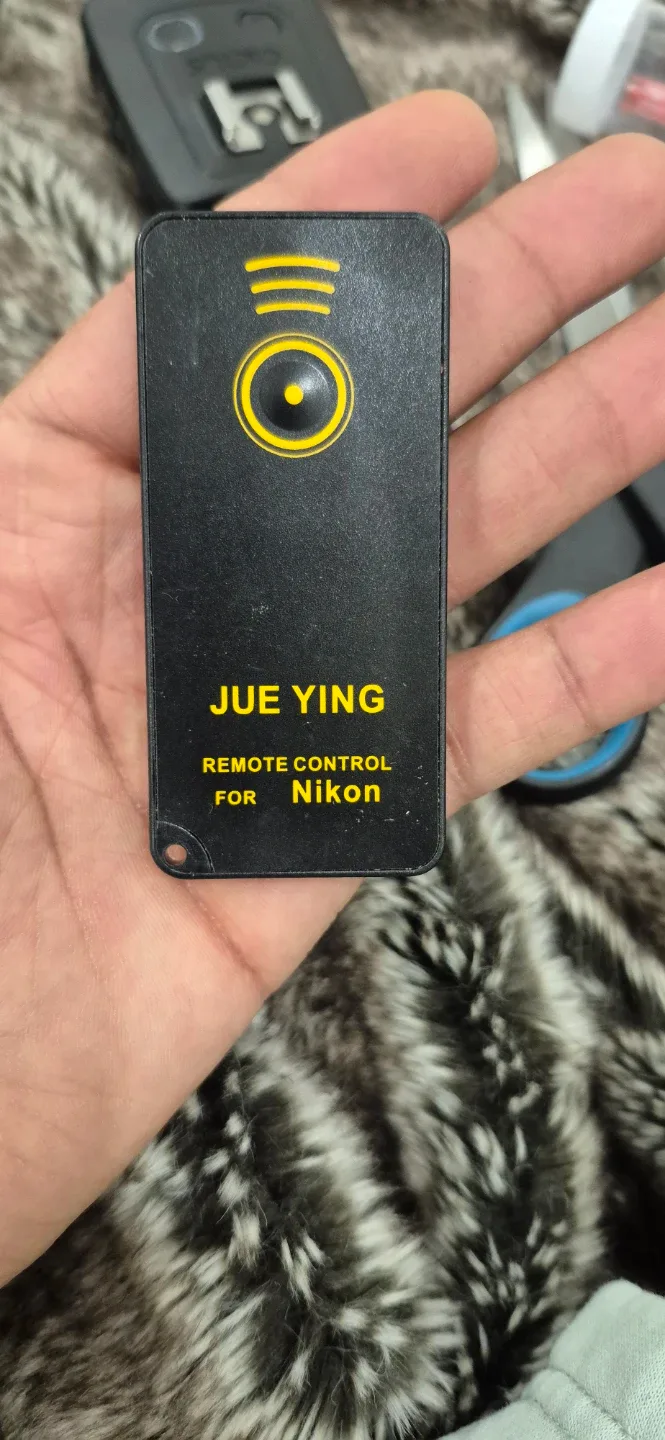 JUE YING
REMOTE CONTROL
FOR Nikon